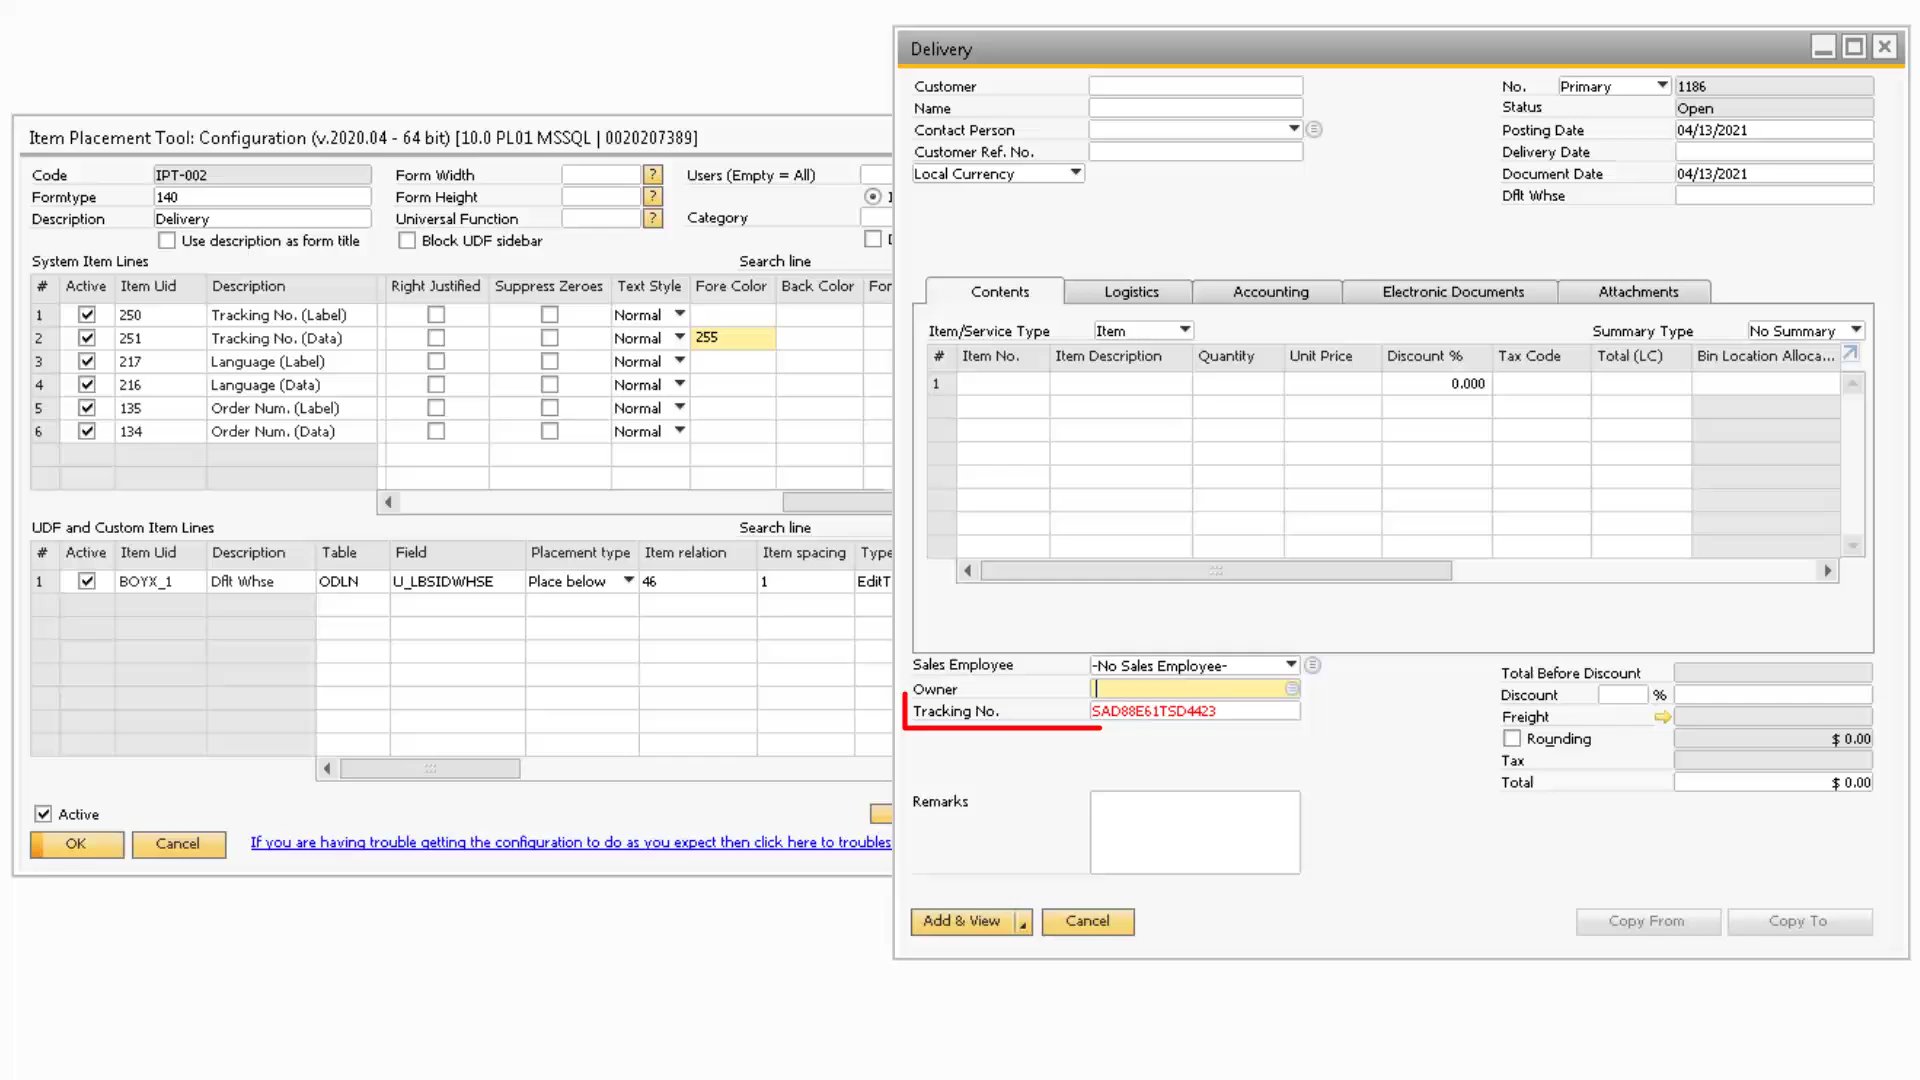 Item Placement Tool: Configuration (v.2020.04 - 64 bit) [10.0 PL01 MSSQL | 0020207389]
Code IPT-002 Form Width ? Users (Empty = All)
Formtype 140 Form Height ?
Description Delivery Universal Function ? Category
Use description as form title Block UDF sidebar
System Item Lines Search line
# Active Item Uid Description Right Justified Suppress Zeroes Text Style Fore Color Back Color For
1 250 Tracking No. (Label) Normal
2 251 Tracking No. (Data) Normal 255
3 217 Language (Label) Normal
4 216 Language (Data) Normal
5 135 Order Num. (Label) Normal
6 134 Order Num. (Data) Normal
UDF and Custom Item Lines Search line
# Active Item Uid Description Table Field Placement type Item relation Item spacing Type
1 BOYX_1 Dflt Whse ODLN U_LBSIDWHSE Place below 46 1 EditT
Active
OK Cancel If you are having trouble getting the configuration to do as you expect then click here to troubles
Delivery
Customer No. Primary 1186
Name Status Open
Contact Person Posting Date 04/13/2021
Customer Ref. No. Delivery Date
Local Currency Document Date 04/13/2021
Dflt Whse
Contents Logistics Accounting Electronic Documents Attachments
Item/Service Type Item Summary Type No Summary
# Item No. Item Description Quantity Unit Price Discount % Tax Code Total (LC) Bin Location Alloca...
1 0.000
Sales Employee -No Sales Employee- Total Before Discount
Owner Discount %
Tracking No. SAD88E61TSD4423 Freight
Rounding $ 0.00
Tax
Total $ 0.00
Remarks
Add & View Cancel Copy From Copy To